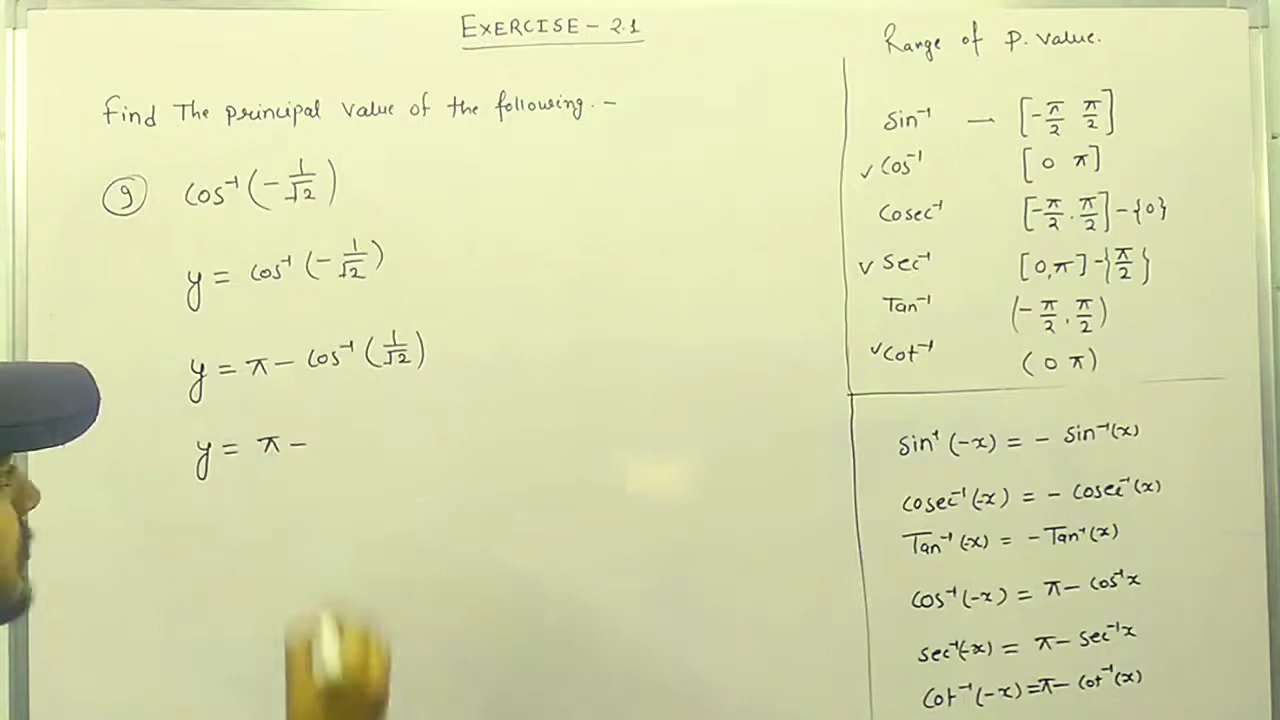 EXERCISE - 2.1
Find The principal value of the following. -
9 cos⁻¹(-1/√2)
y = cos⁻¹(-1/√2)
y = π - cos⁻¹(1/√2)
y = π -
Range of P. value.
Sin⁻¹ — [-π/2 π/2]
✓ Cos⁻¹ [0 π]
Cosec⁻¹ [-π/2, π/2] - {0}
✓ Sec⁻¹ [0, π] - {π/2}
Tan⁻¹ (-π/2, π/2)
✓ Cot⁻¹ (0 π)
Sin⁻¹(-x) = - Sin⁻¹(x)
Cosec⁻¹(-x) = - Cosec⁻¹(x)
Tan⁻¹(-x) = - Tan⁻¹(x)
Cos⁻¹(-x) = π - Cos⁻¹x
Sec⁻¹(-x) = π - Sec⁻¹x
Cot⁻¹(-x) = π - Cot⁻¹(x)